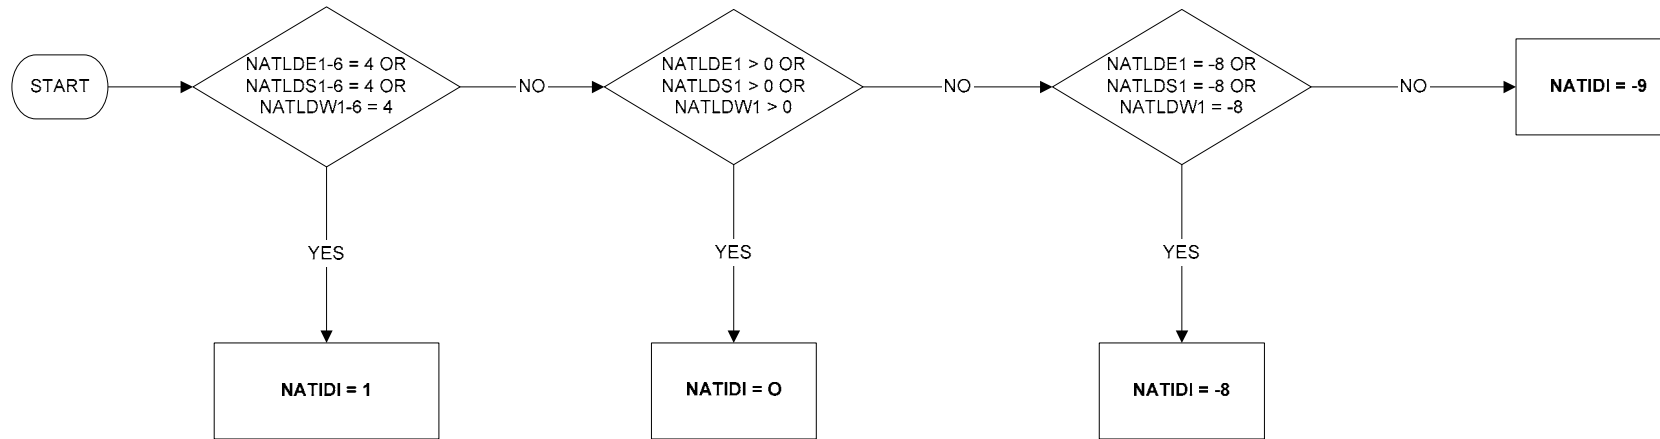 START
NATLDE1-6 = 4 OR
NATLDS1-6 = 4 OR
NATLDW1-6 = 4
NO
NATLDE1 > 0 OR
NATLDS1 > 0 OR
NATLDW1 > 0
NO
NATLDE1 = -8 OR
NATLDS1 = -8 OR
NATLDW1 = -8
NO
NATIDI = -9
YES
YES
YES
NATIDI = 1
NATIDI = O
NATIDI = -8